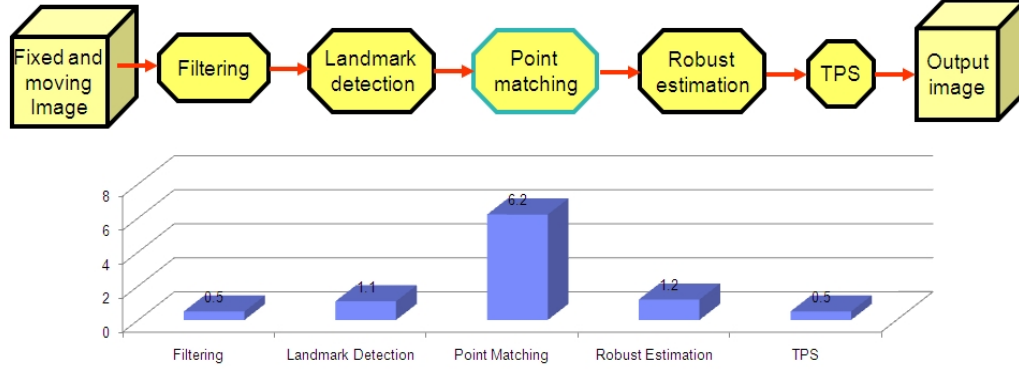 Fixed and
moving
Image
Filtering
Landmark
detection
Point
matching
Robust
estimation
TPS
Output
image
8
6
4
2
0
0.5
1.1
6.2
1.2
0.5
Filtering
Landmark Detection
Point Matching
Robust Estimation
TPS